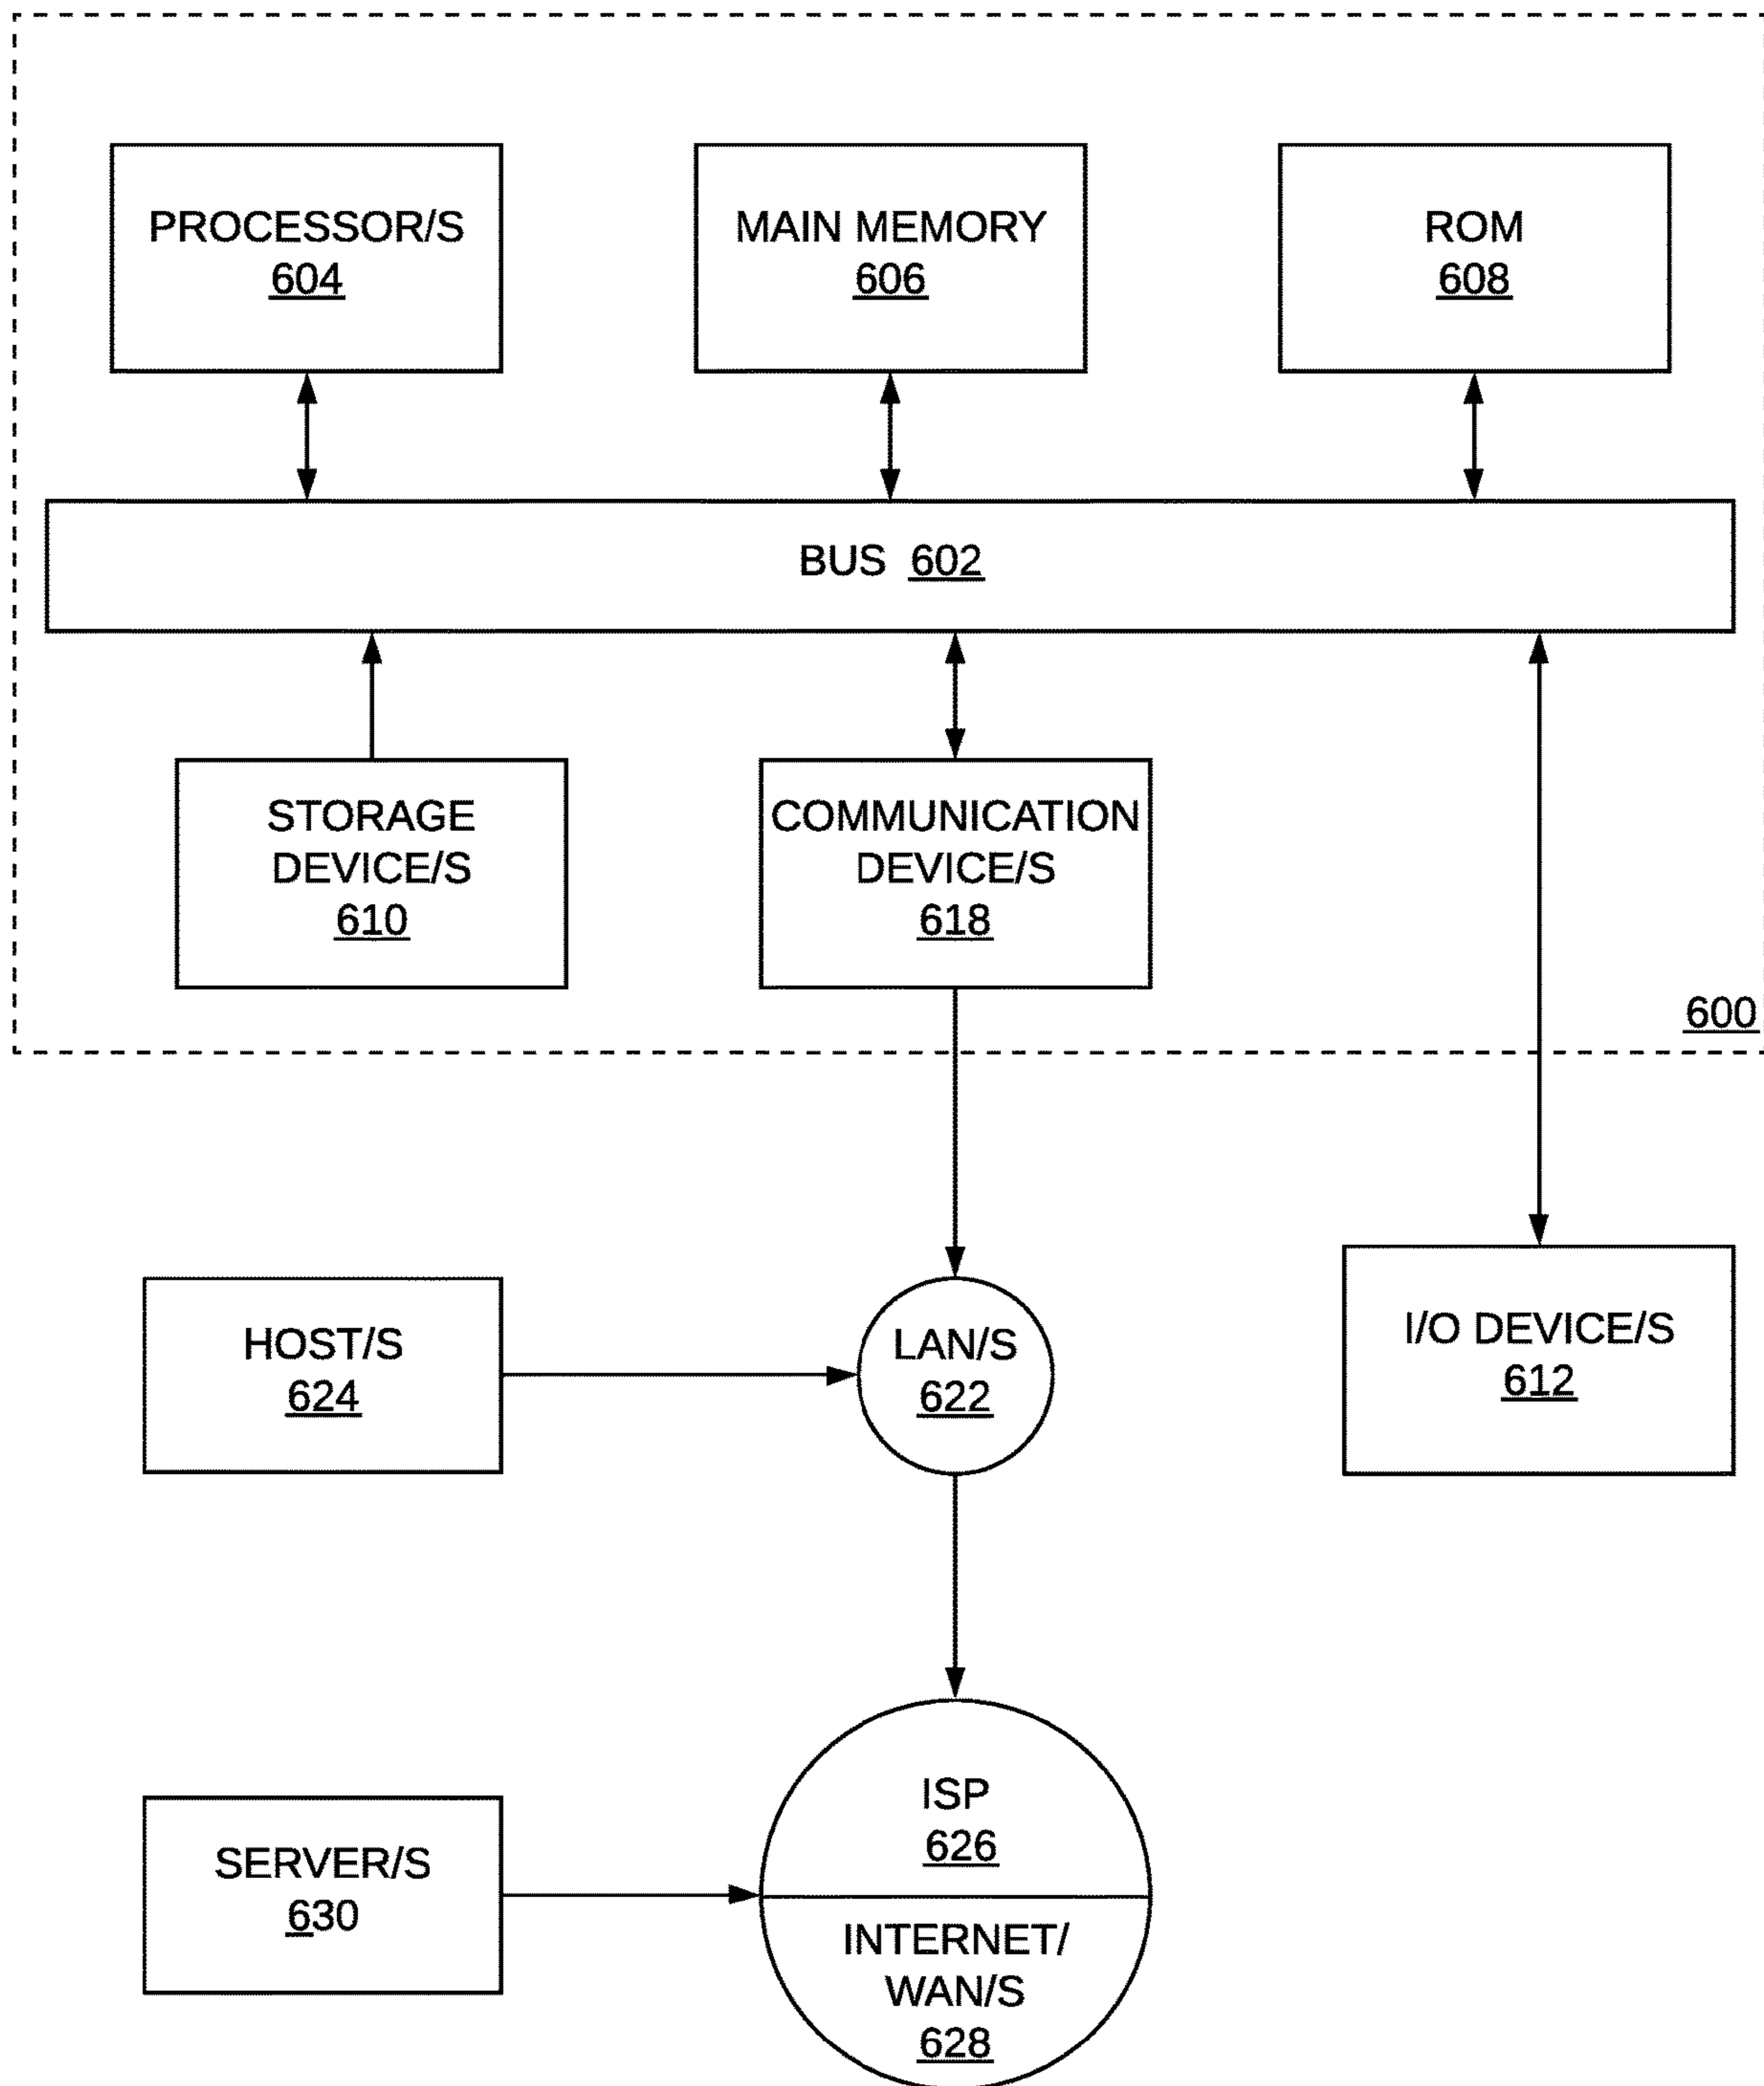 PROCESSOR/S
604
MAIN MEMORY
606
ROM
608
BUS 602
STORAGE
DEVICE/S
610
COMMUNICATION
DEVICE/S
618
600
HOST/S
624
LAN/S
622
I/O DEVICE/S
612
SERVER/S
630
ISP
626
INTERNET/
WAN/S
628